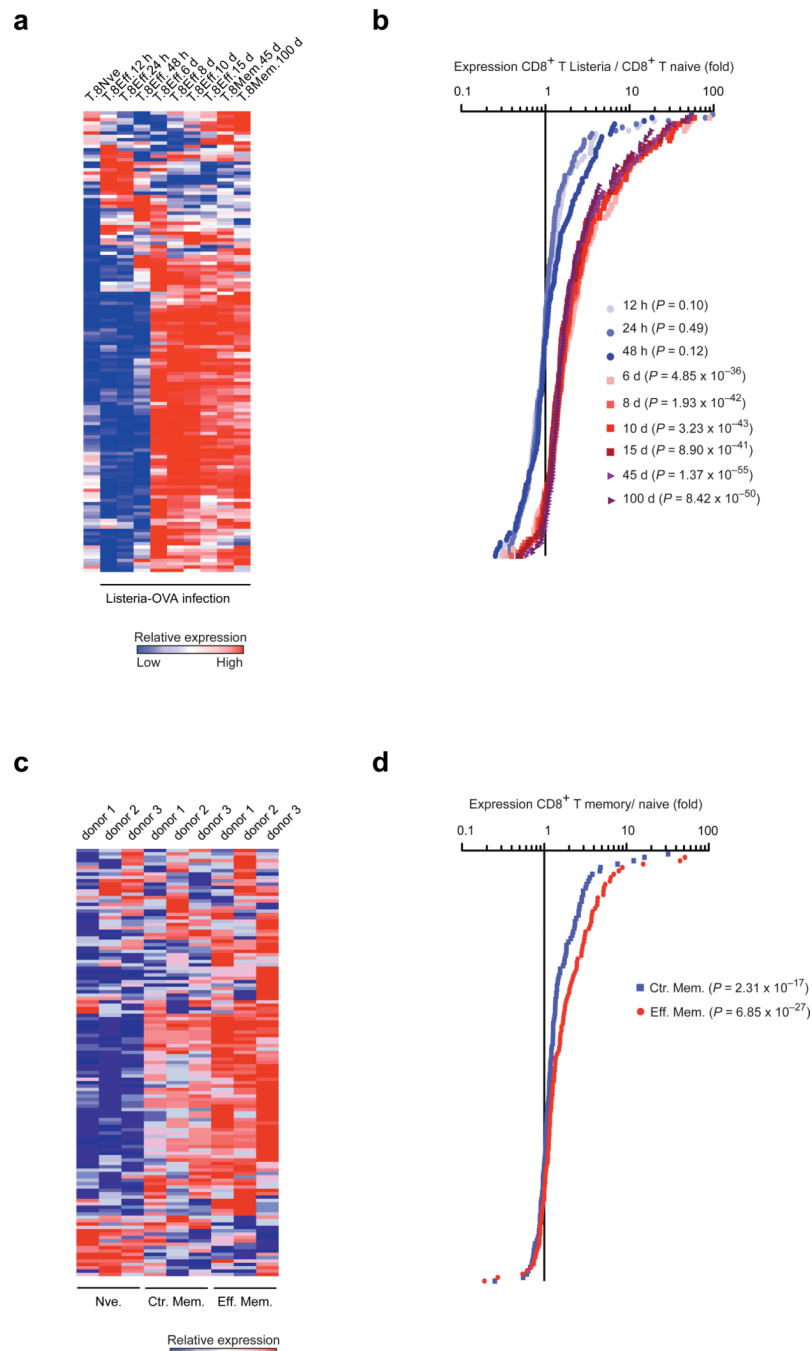 a
T.8Nve
T.8Eff.12 h
T.8Eff.24 h
T.8Eff.48 h
T.8Eff.6 d
T.8Eff.8 d
T.8Eff.10 d
T.8Eff.15 d
T.8Mem.45 d
T.8Mem.100 d
Listeria-OVA infection
Relative expression
Low High
b
Expression CD8⁺ T Listeria / CD8⁺ T naive (fold)
0.1 1 10 100
12 h (P = 0.10)
24 h (P = 0.49)
48 h (P = 0.12)
6 d (P = 4.85 x 10⁻³⁶)
8 d (P = 1.93 x 10⁻⁴²)
10 d (P = 3.23 x 10⁻⁴³)
15 d (P = 8.90 x 10⁻⁴¹)
45 d (P = 1.37 x 10⁻⁵⁵)
100 d (P = 8.42 x 10⁻⁵⁰)
c
donor 1
donor 2
donor 3
donor 1
donor 2
donor 3
donor 1
donor 2
donor 3
Nve. Ctr. Mem. Eff. Mem.
Relative expression
d
Expression CD8⁺ T memory/ naive (fold)
0.1 1 10 100
Ctr. Mem. (P = 2.31 x 10⁻¹⁷)
Eff. Mem. (P = 6.85 x 10⁻²⁷)